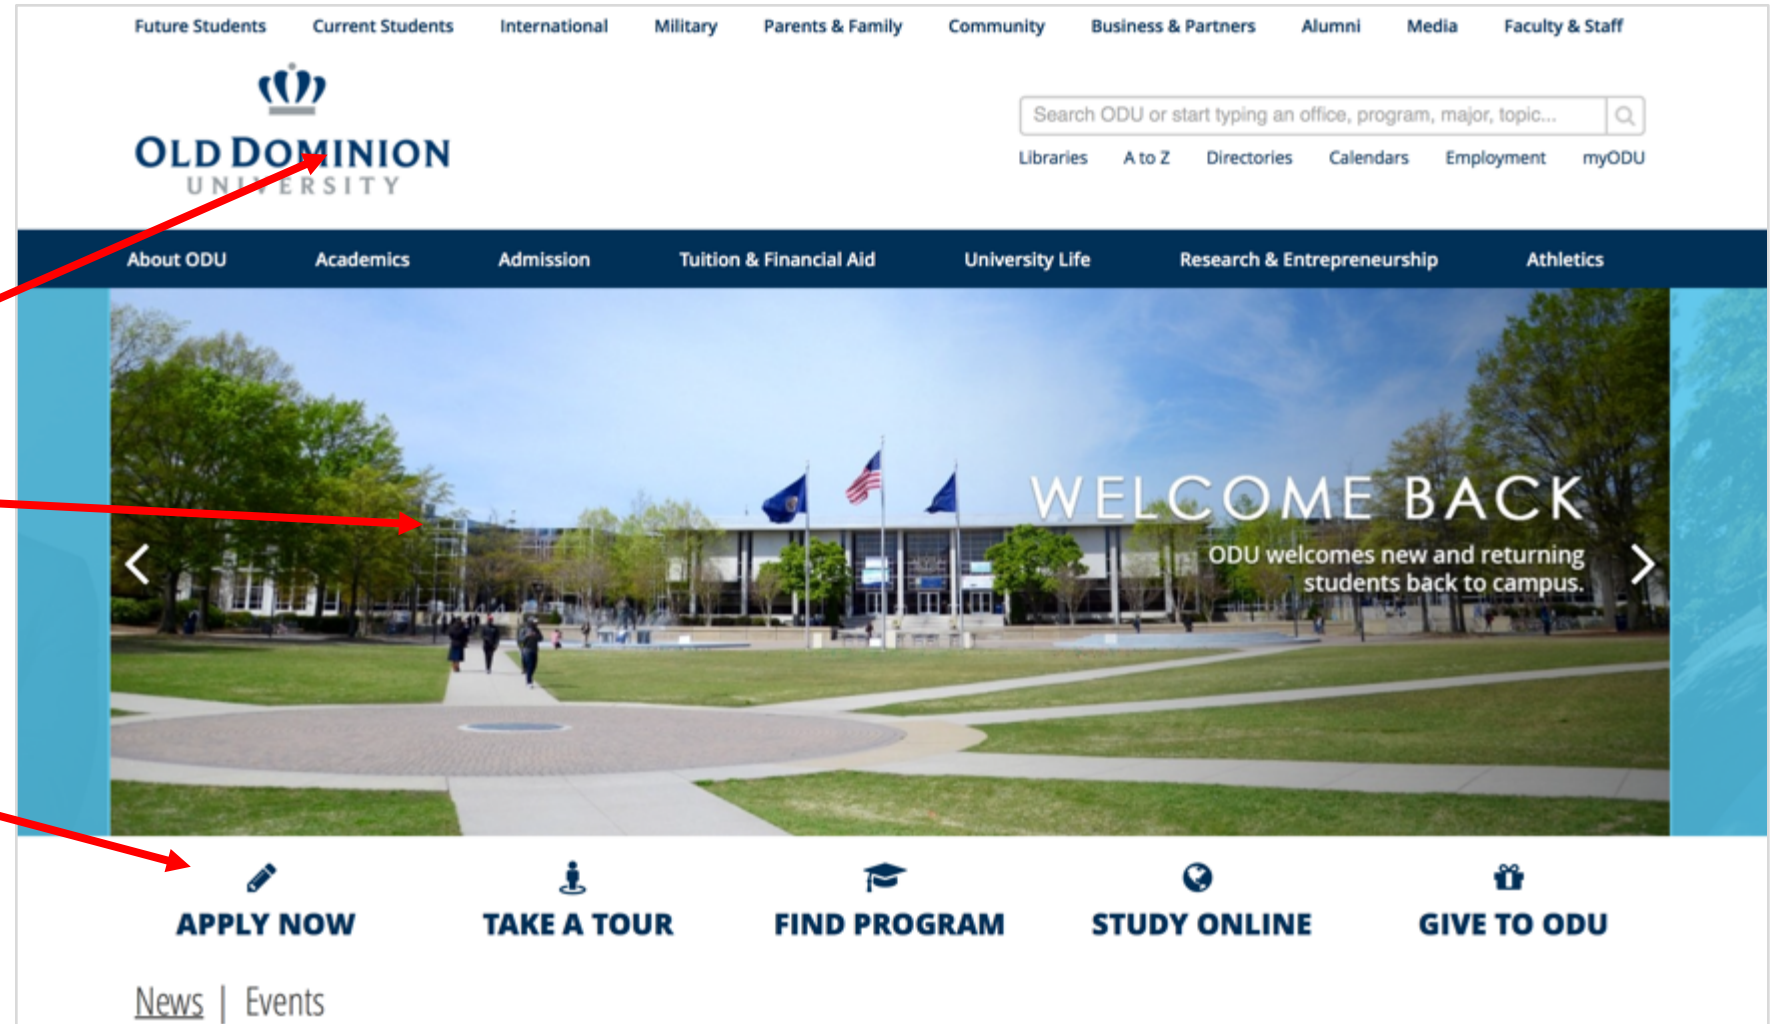 Future Students Current Students International Military Parents & Family Community Business & Partners Alumni Media Faculty & Staff
OLD DOMINION
UNIVERSITY
Search ODU or start typing an office, program, major, topic...
Libraries A to Z Directories Calendars Employment myODU
About ODU Academics Admission Tuition & Financial Aid University Life Research & Entrepreneurship Athletics
WELCOME BACK
ODU welcomes new and returning
students back to campus.
APPLY NOW TAKE A TOUR FIND PROGRAM STUDY ONLINE GIVE TO ODU
News | Events